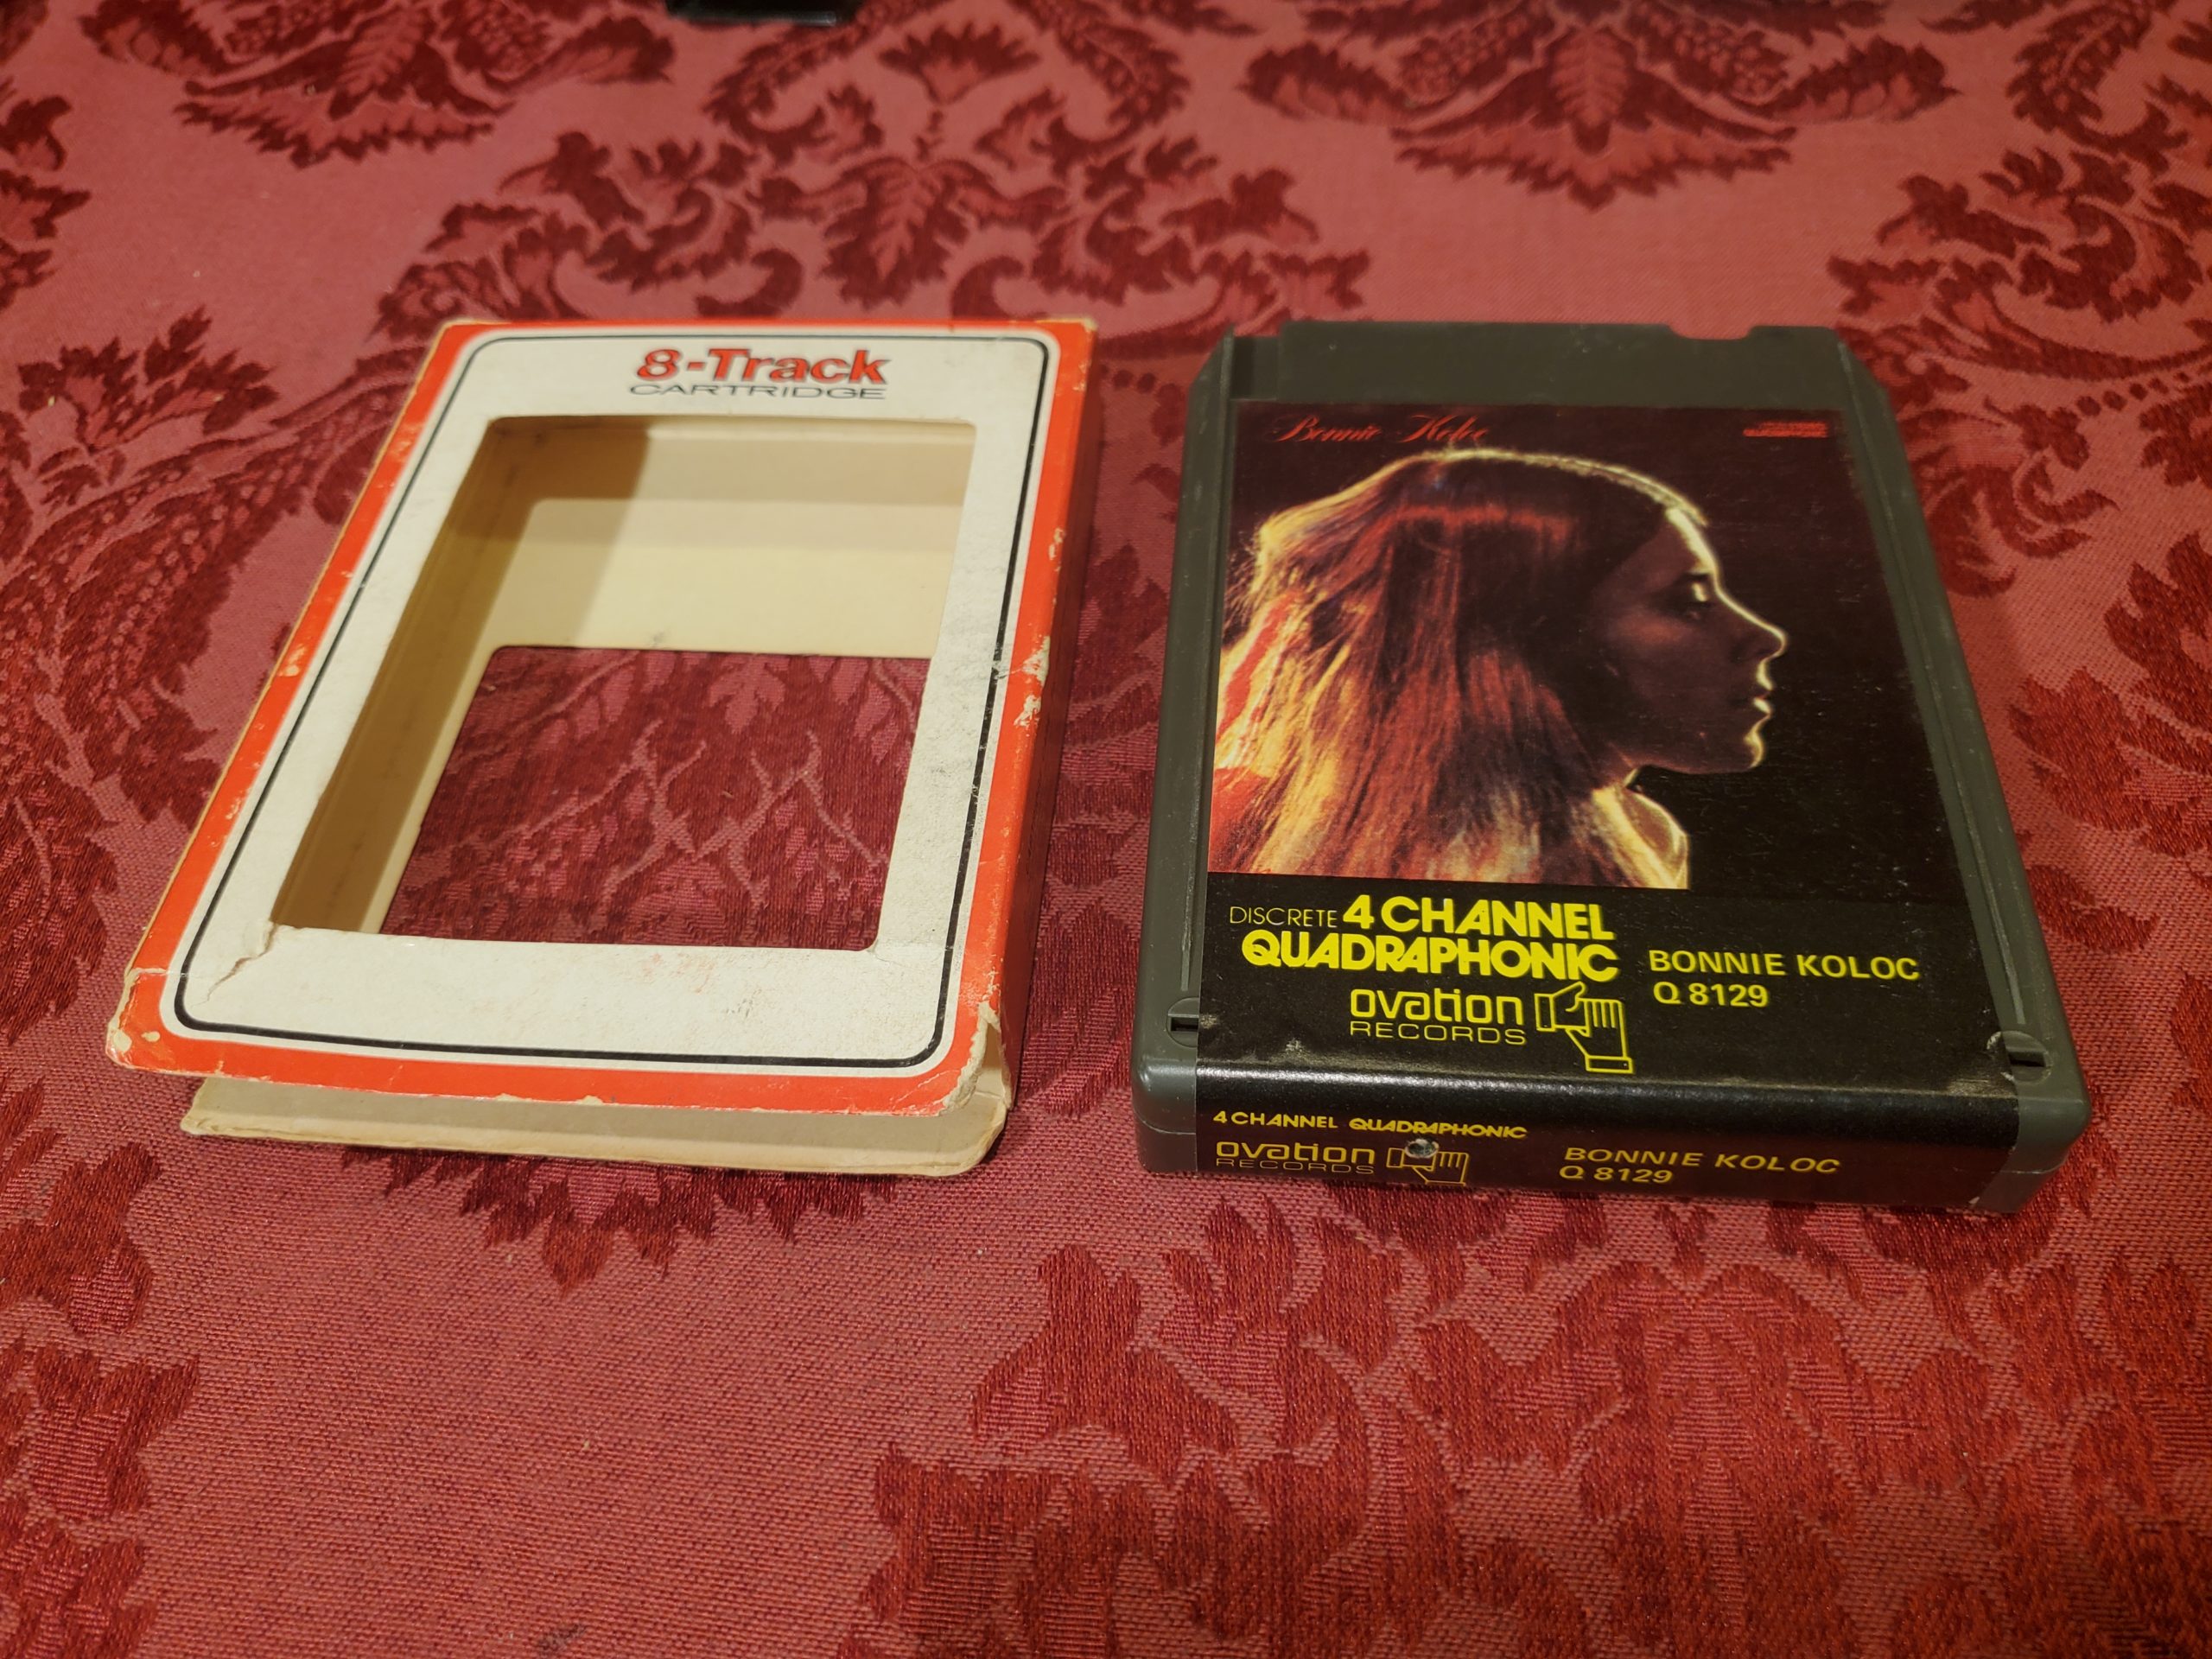 8-Track
CARTRIDGE
Bonnie Koloc
DISCRETE 4 CHANNEL
QUADRAPHONIC
ovation
RECORDS
BONNIE KOLOC
Q 8129
4 CHANNEL QUADRAPHONIC
ovation
RECORDS
BONNIE KOLOC
Q 8129